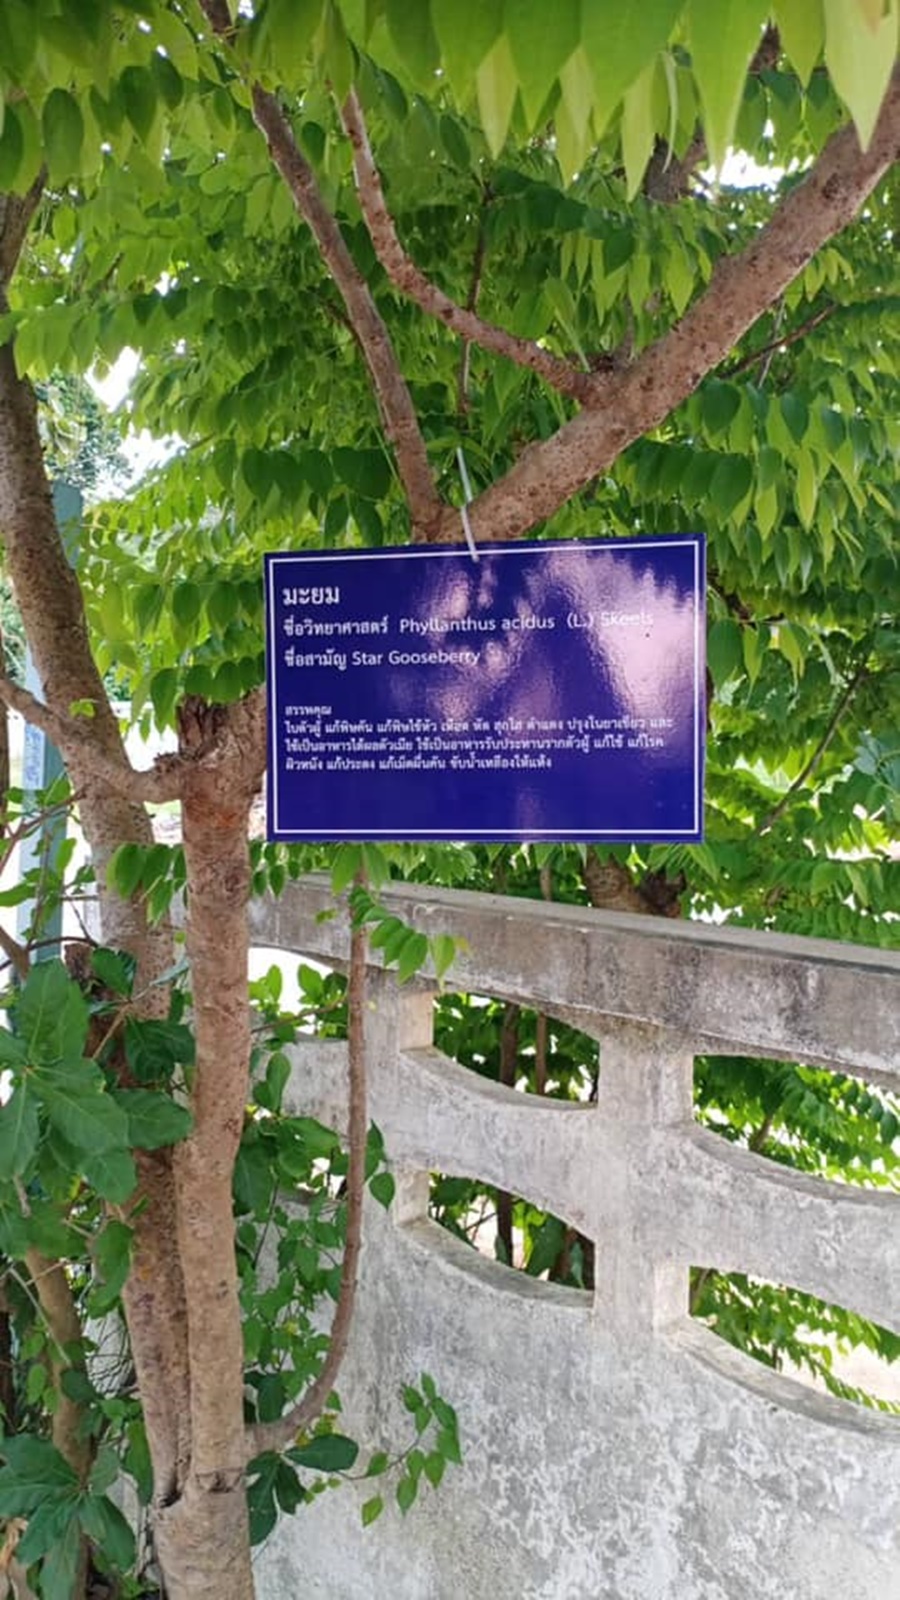 มะยม
ชื่อวิทยาศาสตร์ Phyllanthus acidus (L.) Skeels
ชื่อสามัญ Star Gooseberry
สรรพคุณ
ใบตัวผู้ แก้พิษคัน แก้พิษไข้หัว เหือด หัด สุกใส ดำแดง ปรุงในยาเขียว และ
ใช้เป็นอาหารได้ผลตัวเมีย ใช้เป็นอาหารรับประทานรากตัวผู้ แก้ไข้ แก้โรค
ผิวหนัง แก้ประดง แก้เม็ดผื่นคัน ขับน้ำเหลืองให้แห้ง